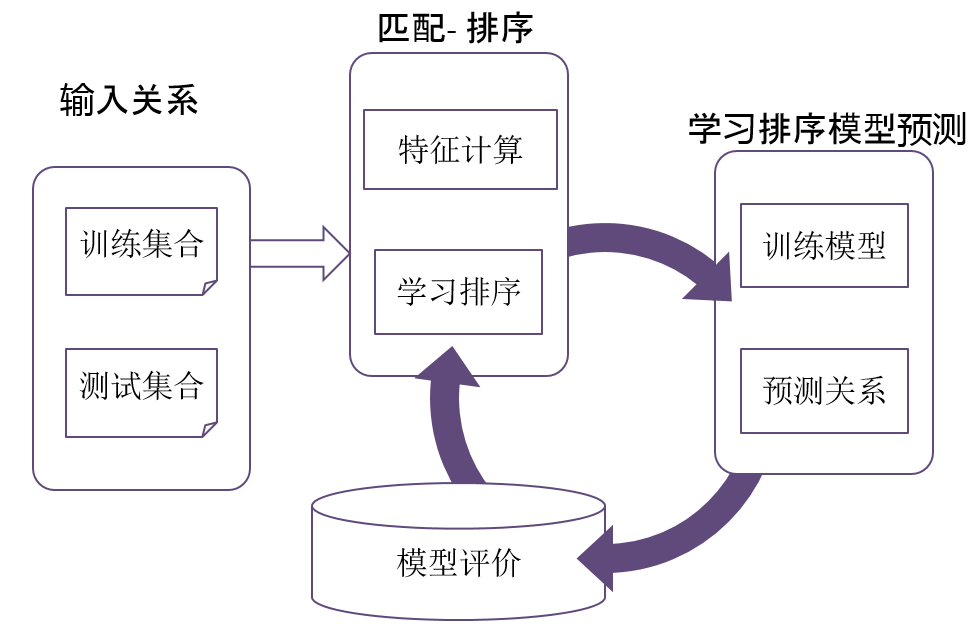 匹配- 排序
输入关系
学习排序模型预测
特征计算
训练集合
训练模型
学习排序
测试集合
预测关系
模型评价